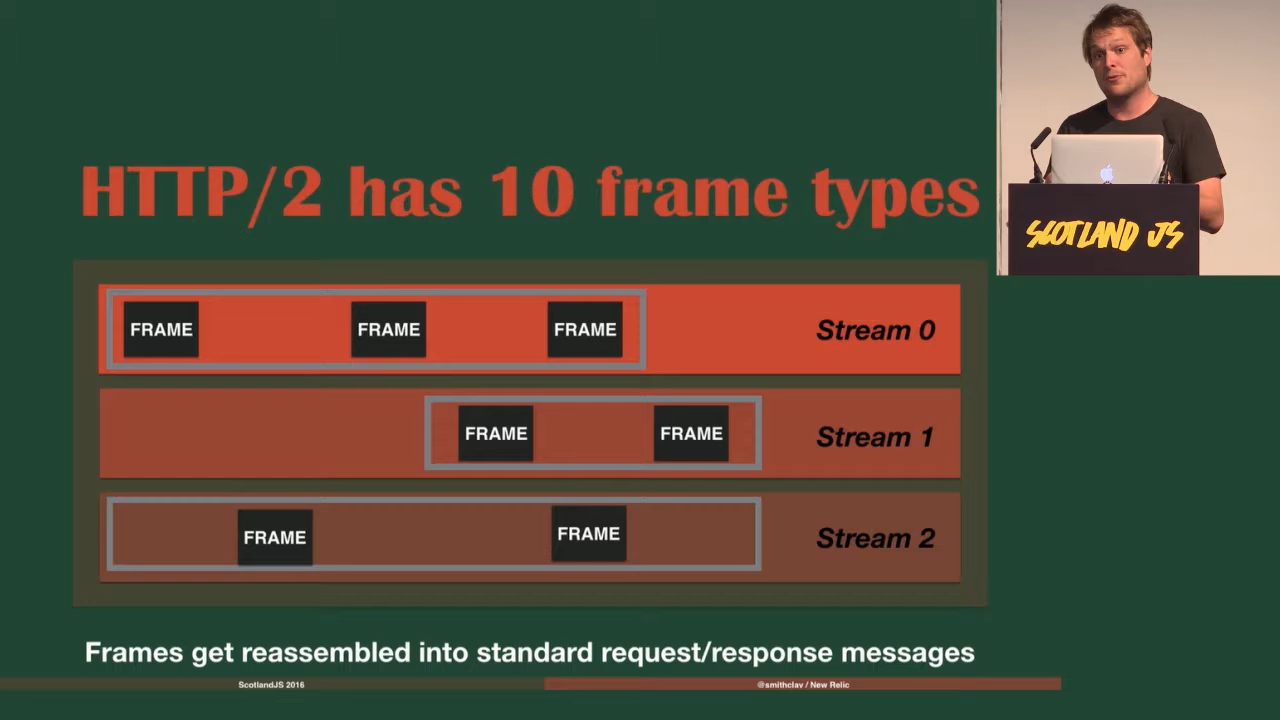 HTTP/2 has 10 frame types
SCOTLAND JS
FRAME FRAME FRAME Stream 0
FRAME FRAME Stream 1
FRAME FRAME Stream 2
Frames get reassembled into standard request/response messages
ScotlandJS 2016 @smithclay / New Relic